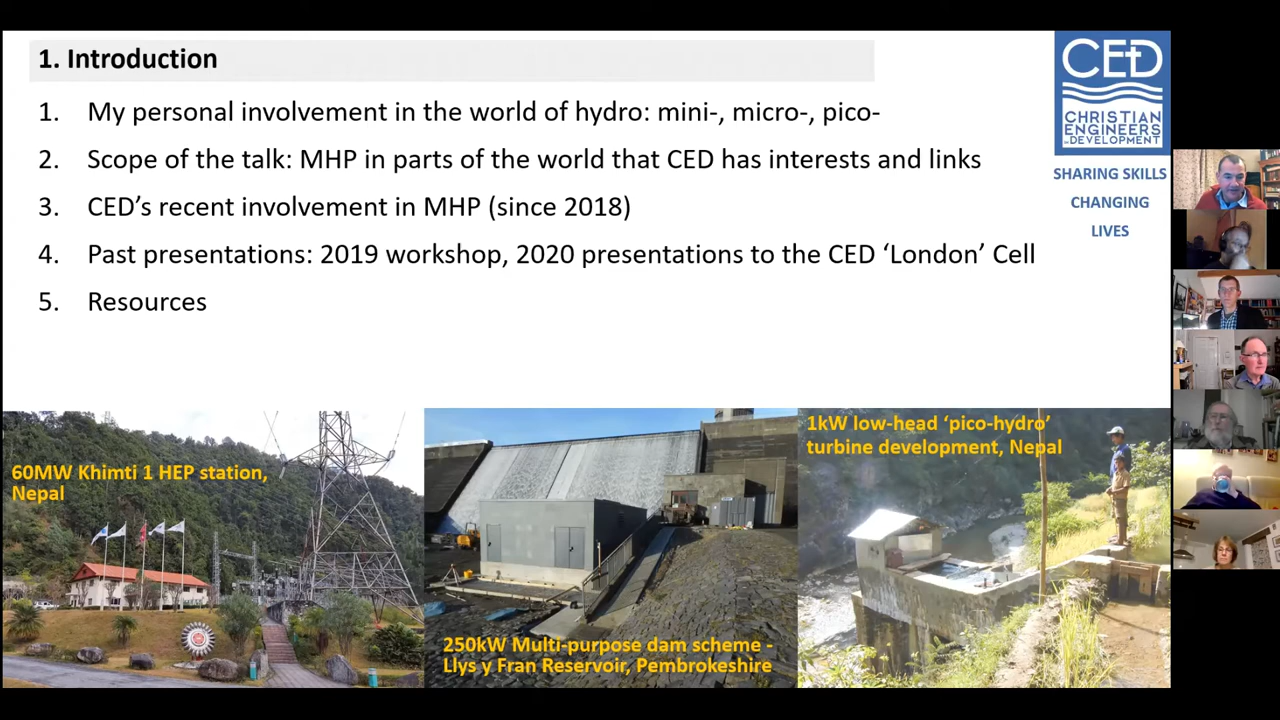 1. Introduction
1. My personal involvement in the world of hydro: mini-, micro-, pico-
2. Scope of the talk: MHP in parts of the world that CED has interests and links
3. CED’s recent involvement in MHP (since 2018)
4. Past presentations: 2019 workshop, 2020 presentations to the CED ‘London’ Cell
5. Resources
CED
CHRISTIAN
ENGINEERS
in DEVELOPMENT
SHARING SKILLS
CHANGING
LIVES
60MW Khimti 1 HEP station,
Nepal
250kW Multi-purpose dam scheme -
Llys y Fran Reservoir, Pembrokeshire
1kW low-head ‘pico-hydro’
turbine development, Nepal